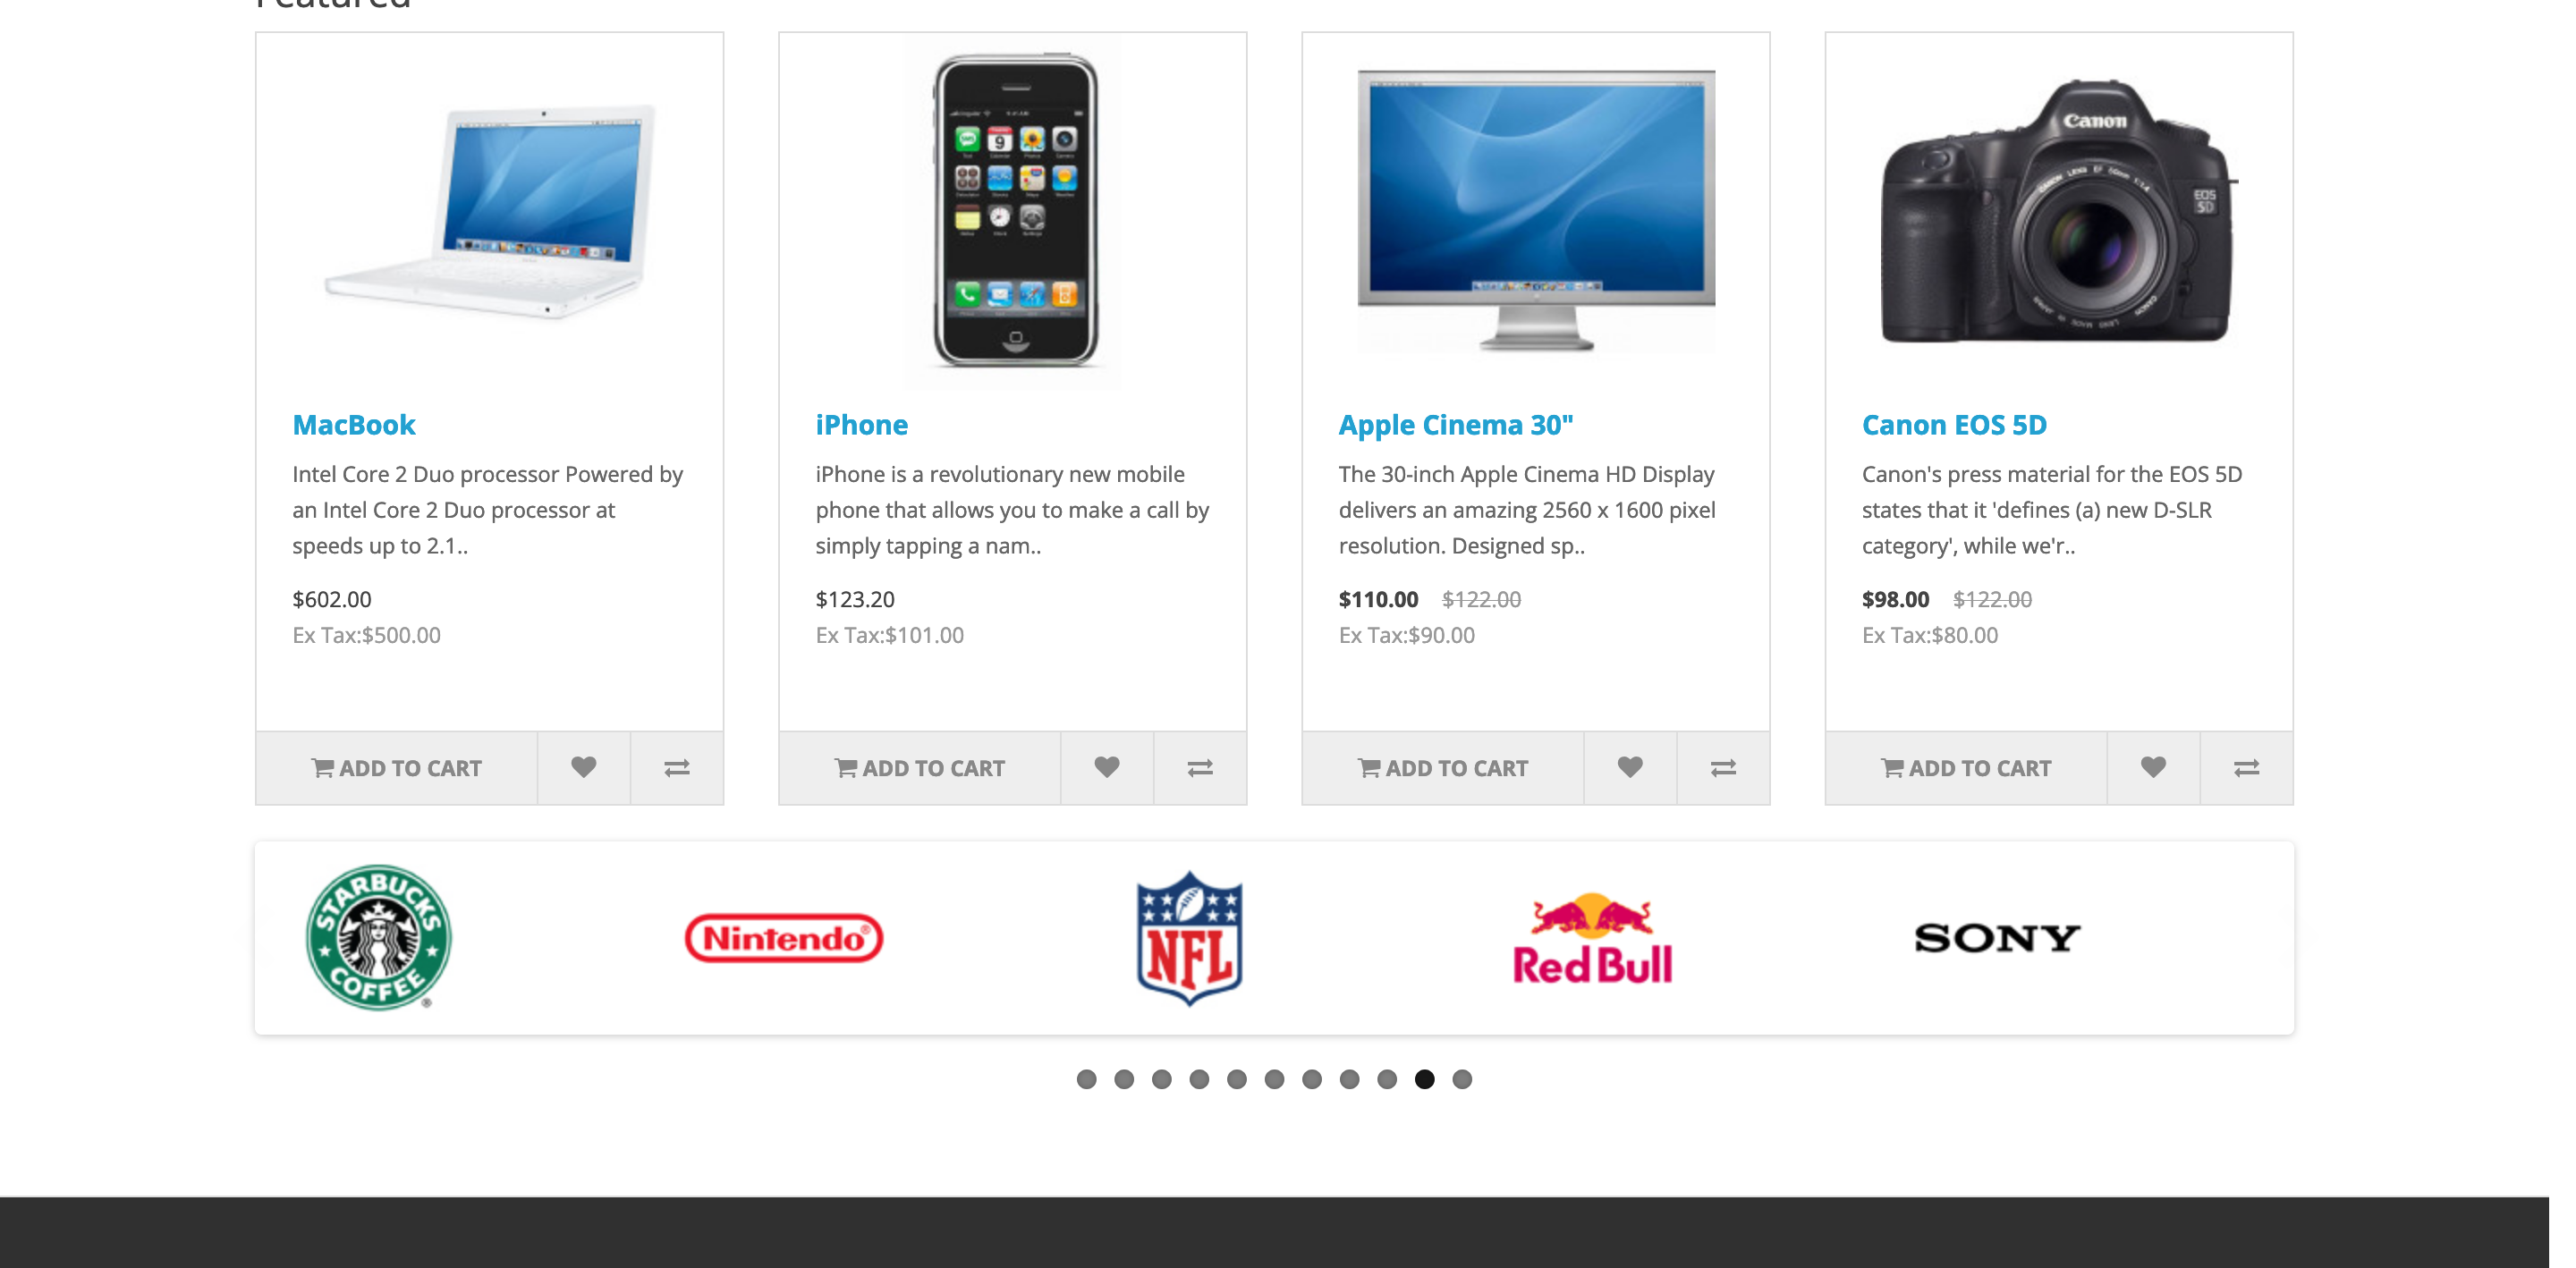 Featured
Canon
EOS
5D
MacBook
Intel Core 2 Duo processor Powered by
an Intel Core 2 Duo processor at
speeds up to 2.1..
$602.00
Ex Tax:$500.00
ADD TO CART
iPhone
iPhone is a revolutionary new mobile
phone that allows you to make a call by
simply tapping a nam..
$123.20
Ex Tax:$101.00
ADD TO CART
Apple Cinema 30"
The 30-inch Apple Cinema HD Display
delivers an amazing 2560 x 1600 pixel
resolution. Designed sp..
$110.00 $122.00
Ex Tax:$90.00
ADD TO CART
Canon EOS 5D
Canon's press material for the EOS 5D
states that it 'defines (a) new D-SLR
category', while we'r..
$98.00 $122.00
Ex Tax:$80.00
ADD TO CART
STARBUCKS
COFFEE
®
Nintendo®
NFL
Red Bull
SONY